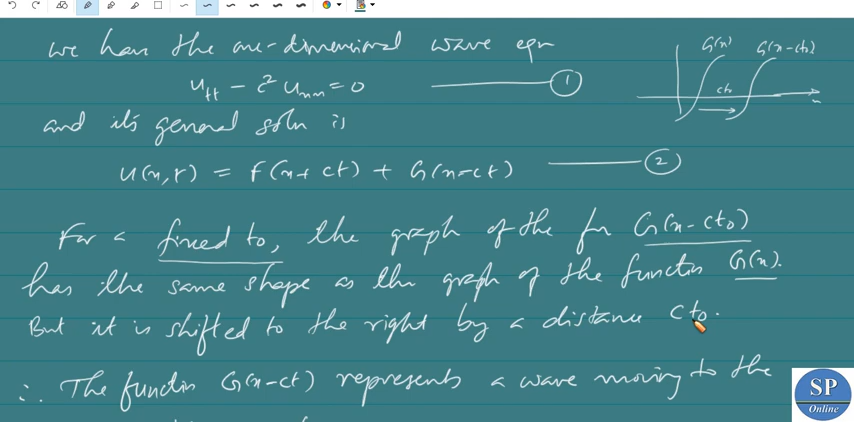 we have the one-dimensional wave eqn
u_tt - c² u_xx = 0 ——— (1)
and its general soln is
u(x,t) = F(x+ct) + G(x-ct) ——— (2)
For a fixed t₀, the graph of the fn G(x-ct₀)
has the same shape as the graph of the function G(x).
But it is shifted to the right by a distance ct₀.
∴ The function G(x-ct) represents a wave moving to the
G(x) G(x-ct₀)
ct₀
x
SP
Online